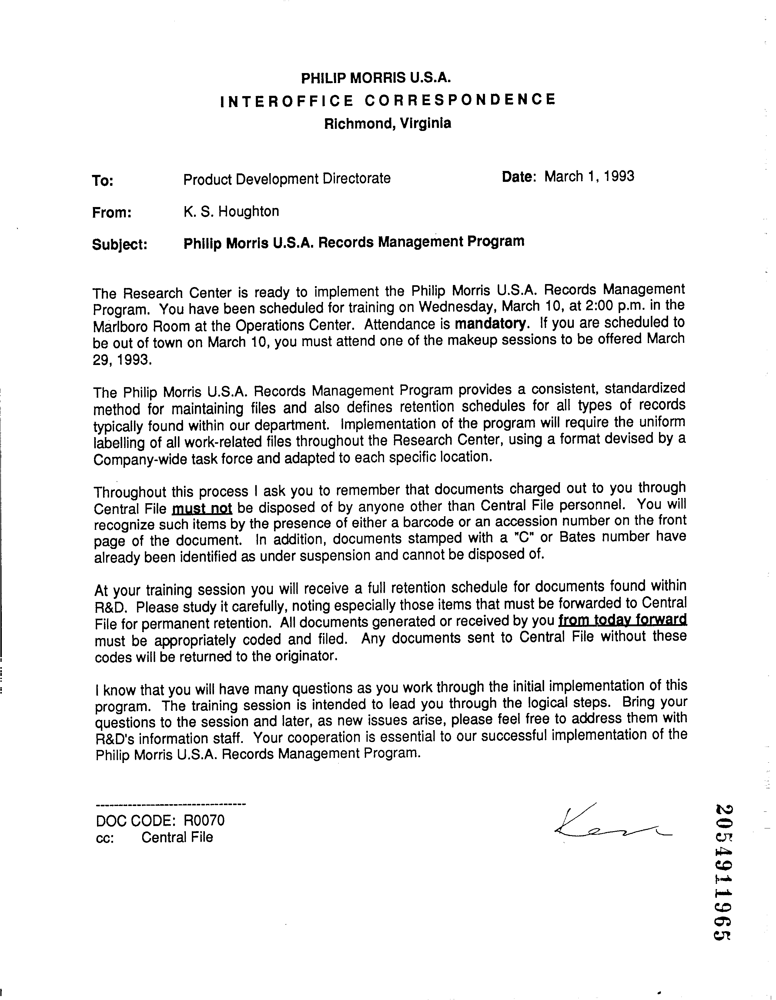 PHILIP MORRIS U.S.A.
INTEROFFICE CORRESPONDENCE
Richmond, Virginia
To: Product Development Directorate Date: March 1, 1993
From: K. S. Houghton
Subject: Philip Morris U.S.A. Records Management Program
The Research Center is ready to implement the Philip Morris U.S.A. Records Management
Program. You have been scheduled for training on Wednesday, March 10, at 2:00 p.m. in the
Marlboro Room at the Operations Center. Attendance is mandatory. If you are scheduled to
be out of town on March 10, you must attend one of the makeup sessions to be offered March
29, 1993.
The Philip Morris U.S.A. Records Management Program provides a consistent, standardized
method for maintaining files and also defines retention schedules for all types of records
typically found within our department. Implementation of the program will require the uniform
labelling of all work-related files throughout the Research Center, using a format devised by a
Company-wide task force and adapted to each specific location.
Throughout this process I ask you to remember that documents charged out to you through
Central File must not be disposed of by anyone other than Central File personnel. You will
recognize such items by the presence of either a barcode or an accession number on the front
page of the document. In addition, documents stamped with a "C" or Bates number have
already been identified as under suspension and cannot be disposed of.
At your training session you will receive a full retention schedule for documents found within
R&D. Please study it carefully, noting especially those items that must be forwarded to Central
File for permanent retention. All documents generated or received by you from today forward
must be appropriately coded and filed. Any documents sent to Central File without these
codes will be returned to the originator.
I know that you will have many questions as you work through the initial implementation of this
program. The training session is intended to lead you through the logical steps. Bring your
questions to the session and later, as new issues arise, please feel free to address them with
R&D's information staff. Your cooperation is essential to our successful implementation of the
Philip Morris U.S.A. Records Management Program.
DOC CODE: R0070
cc: Central File
Ken
2054911965